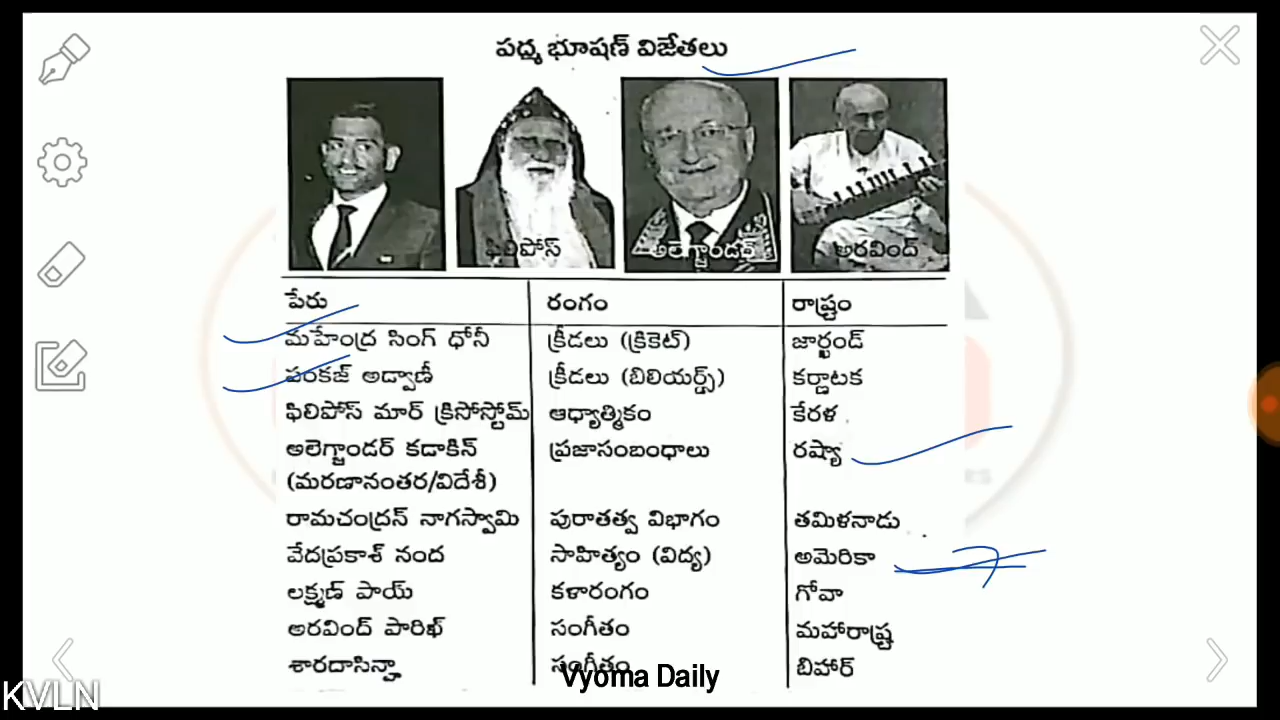 పద్మ భూషణ్ విజేతలు
ఫిలిపోస్ అలెగ్జాండర్ అరవింద్
పేరు రంగం రాష్ట్రం
మహేంద్ర సింగ్ ధోనీ క్రీడలు (క్రికెట్) జార్ఖండ్
పంకజ్ అడ్వాణీ క్రీడలు (బిలియర్డ్స్) కర్ణాటక
ఫిలిపోస్ మార్ క్రిసోస్టోమ్ ఆధ్యాత్మికం కేరళ
అలెగ్జాండర్ కడాకిన్ ప్రజాసంబంధాలు రష్యా
(మరణానంతర/విదేశీ)
రామచంద్రన్ నాగస్వామి పురాతత్వ విభాగం తమిళనాడు
వేదప్రకాశ్ నంద సాహిత్యం (విద్య) అమెరికా
లక్ష్మణ్ పాయ్ కళారంగం గోవా
అరవింద్ పారిఖ్ సంగీతం మహారాష్ట్ర
శారదాసిన్హా సంగీతం బిహార్
Vyoma Daily
KVLN